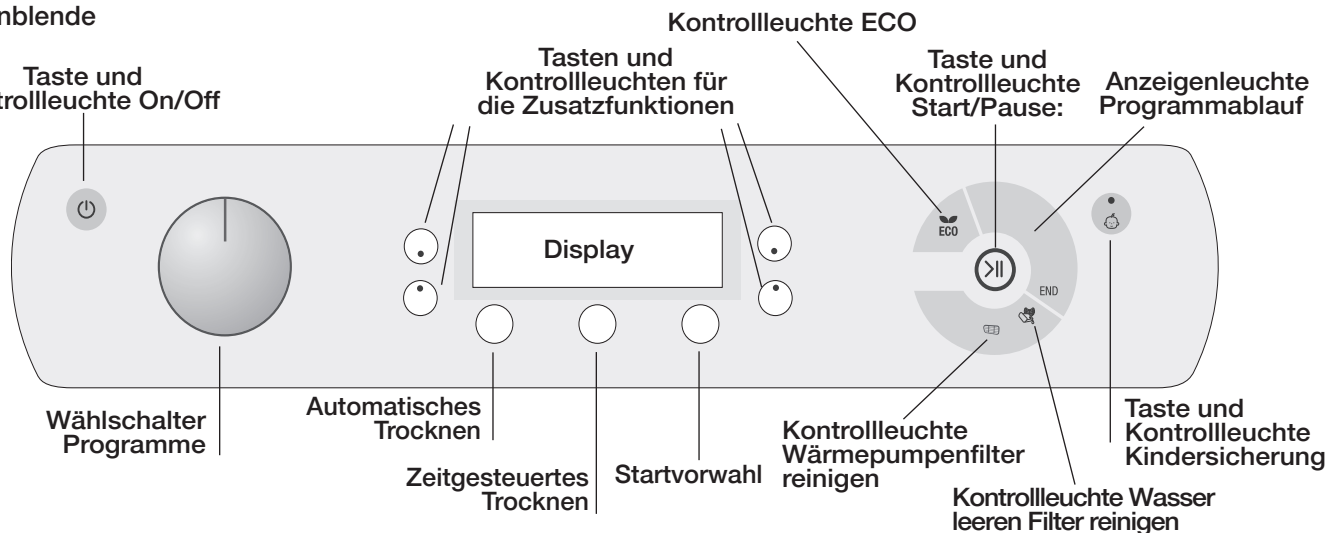 nblende
Taste und
trollleuchte On/Off
Tasten und
Kontrollleuchten für
die Zusatzfunktionen
Kontrollleuchte ECO
Taste und
Kontrollleuchte
Start/Pause:
Anzeigenleuchte
Programmablauf
Display
ECO
END
Wählschalter
Programme
Automatisches
Trocknen
Zeitgesteuertes
Trocknen
Startvorwahl
Kontrollleuchte
Wärmepumpenfilter
reinigen
Kontrollleuchte Wasser
leeren Filter reinigen
Taste und
Kontrollleuchte
Kindersicherung